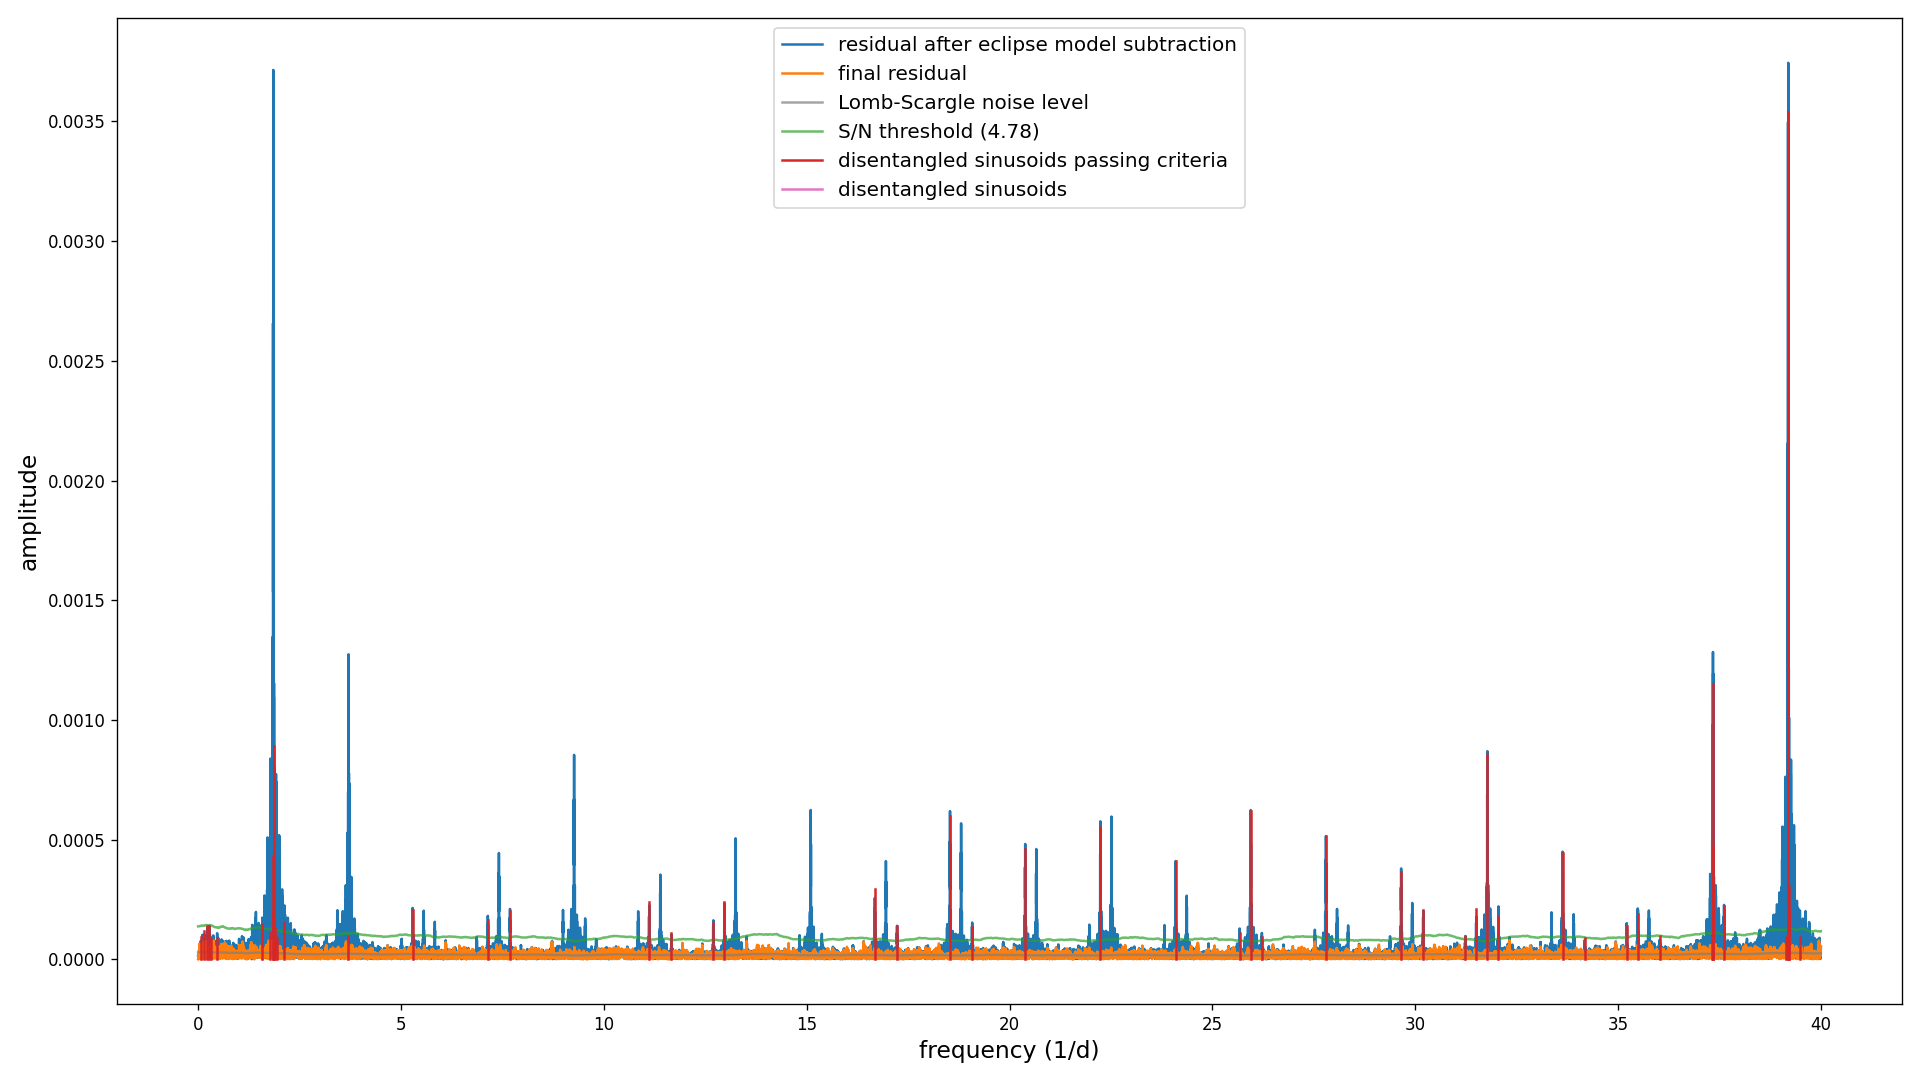 residual after eclipse model subtraction
final residual
Lomb-Scargle noise level
S/N threshold (4.78)
disentangled sinusoids passing criteria
disentangled sinusoids
amplitude
0.0035
0.0030
0.0025
0.0020
0.0015
0.0010
0.0005
0.0000
0 5 10 15 20 25 30 35 40
frequency (1/d)